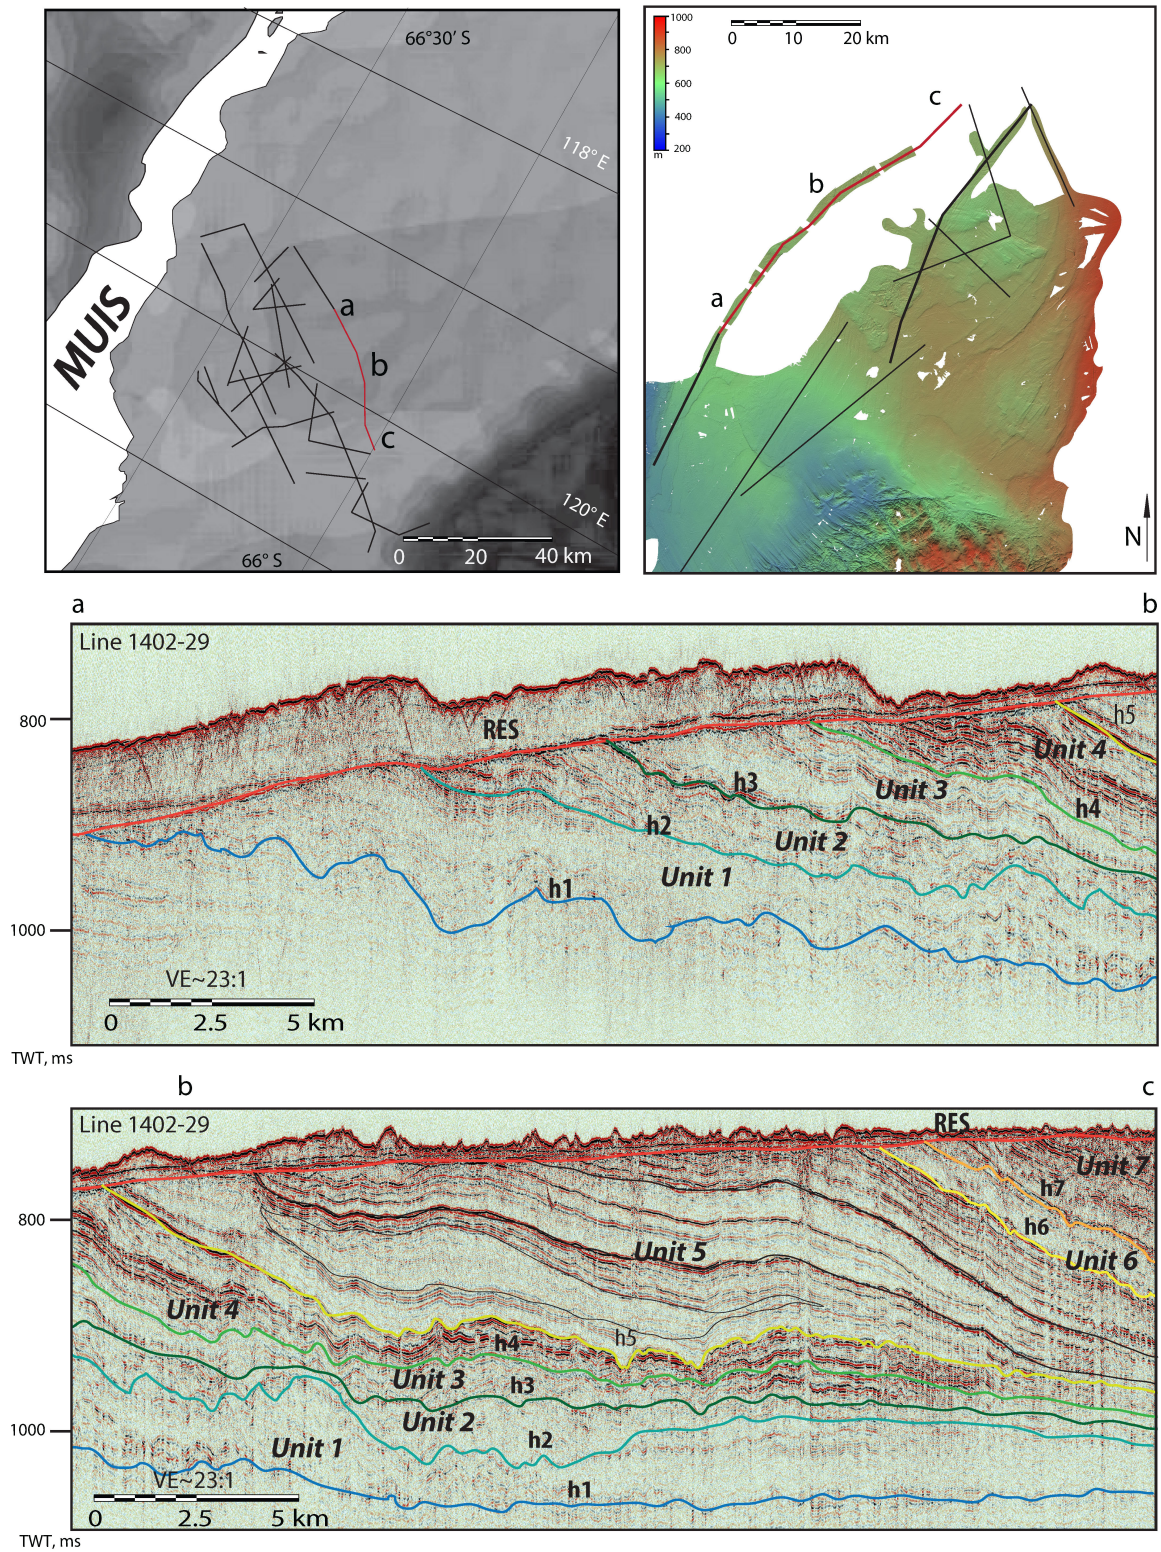 66°30′ S
118° E
MUIS
a
b
c
120° E
66° S
0 20 40 km
1000
800
600
400
200
m
0 10 20 km
c
b
a
N
a b
Line 1402-29
h5
800
RES
Unit 4
h3
Unit 3
h4
h2
Unit 2
Unit 1
h1
1000
VE~23:1
0 2.5 5 km
TWT, ms
b c
Line 1402-29
RES
Unit 7
h7
800
h6
Unit 5
Unit 6
Unit 4
h5
h4
Unit 3
h3
Unit 2
1000
h2
Unit 1
VE~23:1
h1
0 2.5 5 km
TWT, ms